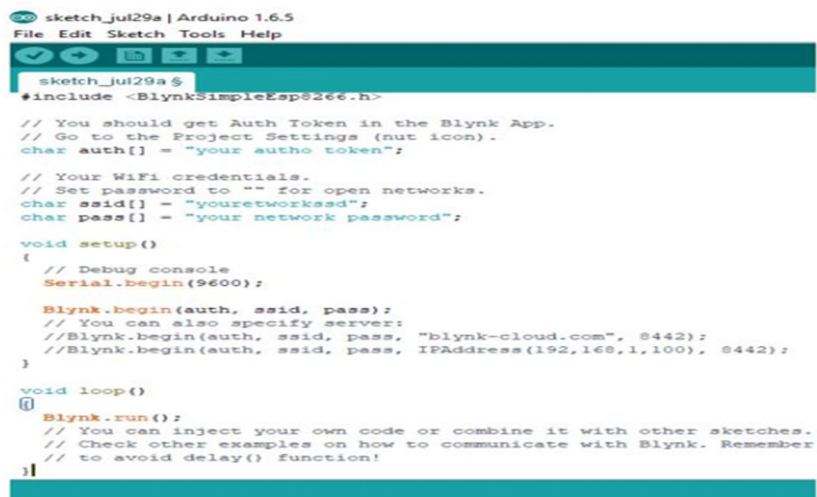 sketch_jul29a | Arduino 1.6.5
File Edit Sketch Tools Help
sketch_jul29a §
#include <BlynkSimpleEsp8266.h>
// You should get Auth Token in the Blynk App.
// Go to the Project Settings (nut icon).
char auth[] = "your autho token";
// Your WiFi credentials.
// Set password to "" for open networks.
char ssid[] = "youretworkssd";
char pass[] = "your network password";
void setup()
{
// Debug console
Serial.begin(9600);
Blynk.begin(auth, ssid, pass);
// You can also specify server:
//Blynk.begin(auth, ssid, pass, "blynk-cloud.com", 8442);
//Blynk.begin(auth, ssid, pass, IPAddress(192,168,1,100), 8442);
}
void loop()
{
Blynk.run();
// You can inject your own code or combine it with other sketches.
// Check other examples on how to communicate with Blynk. Remember
// to avoid delay() function!
}